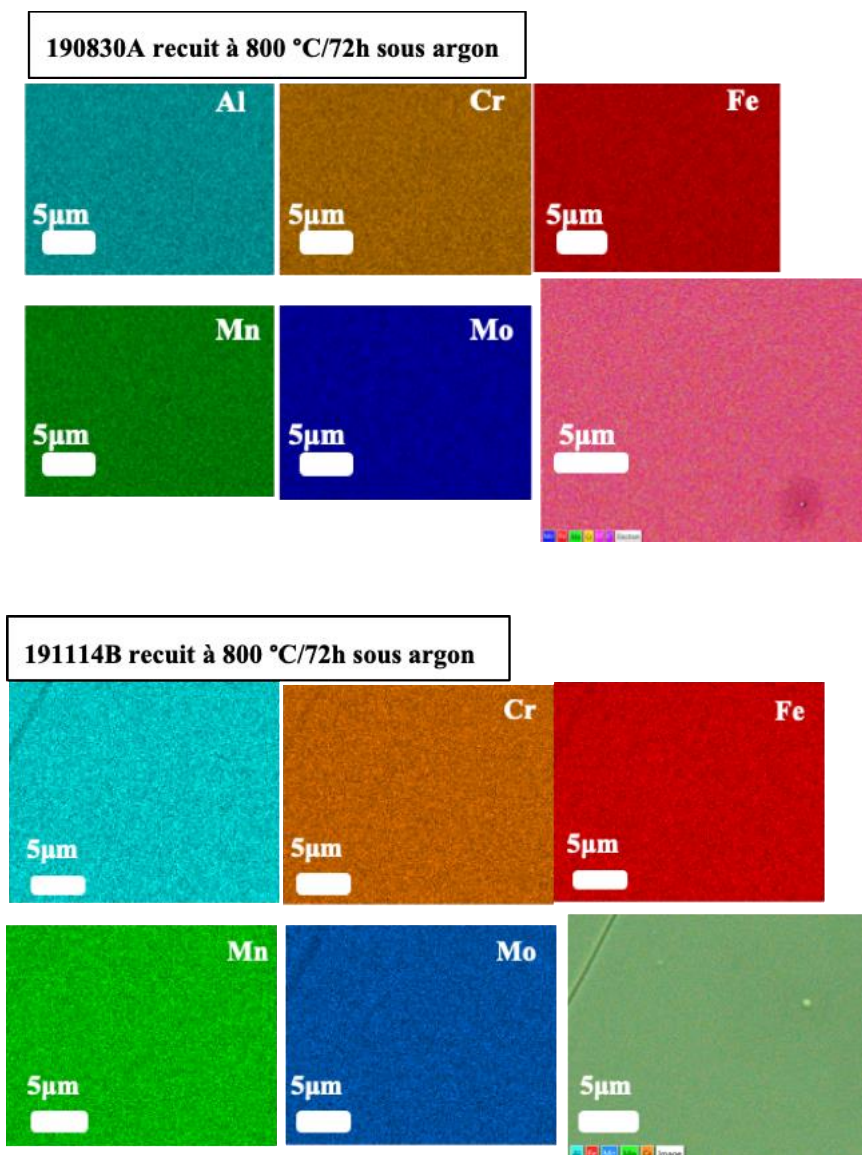 190830A recuit à 800 °C/72h sous argon
Al Cr Fe
5µm 5µm 5µm
Mn Mo
5µm 5µm 5µm
191114B recuit à 800 °C/72h sous argon
Cr Fe
5µm 5µm 5µm
Mn Mo
5µm 5µm 5µm